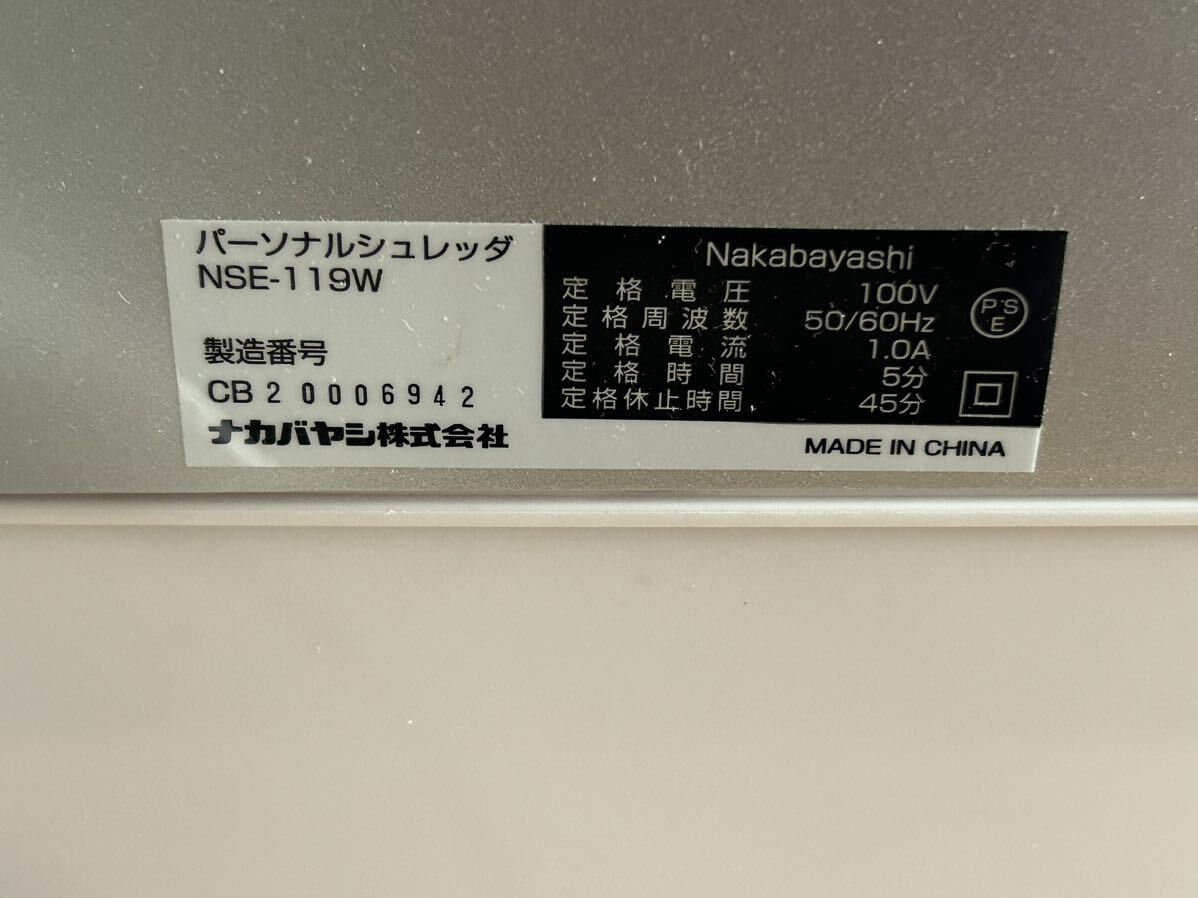 パーソナルシュレッダ
NSE-119W
製造番号
CB20006942
ナカバヤシ株式会社
Nakabayashi
定格電圧 100V
定格周波数 50/60Hz
定格電流 1.0A
定格時間 5分
定格休止時間 45分
PSE
MADE IN CHINA